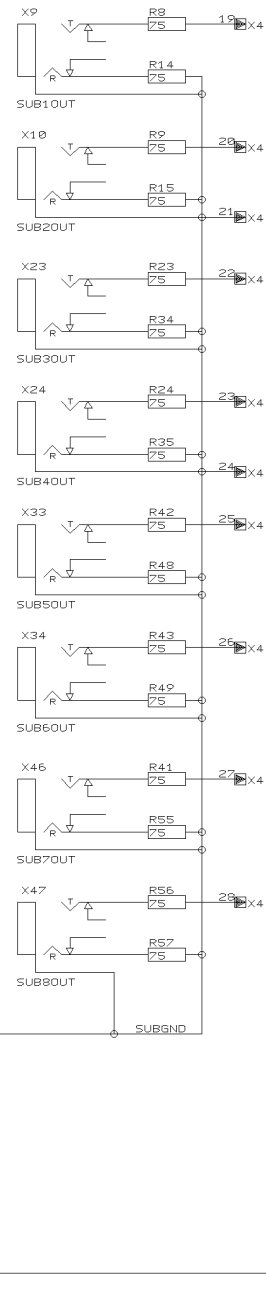 X9 T R8 75 19 X4
R R14 75
SUB1OUT
X10 T R9 75 20 X4
R R15 75
21 X4
SUB2OUT
X23 T R23 75 22 X4
R R34 75
SUB3OUT
X24 T R24 75 23 X4
R R35 75
24 X4
SUB4OUT
X33 T R42 75 25 X4
R R48 75
SUB5OUT
X34 T R43 75 26 X4
R R49 75
SUB6OUT
X46 T R41 75 27 X4
R R55 75
SUB7OUT
X47 T R56 75 28 X4
R R57 75
SUB8OUT
SUBGND